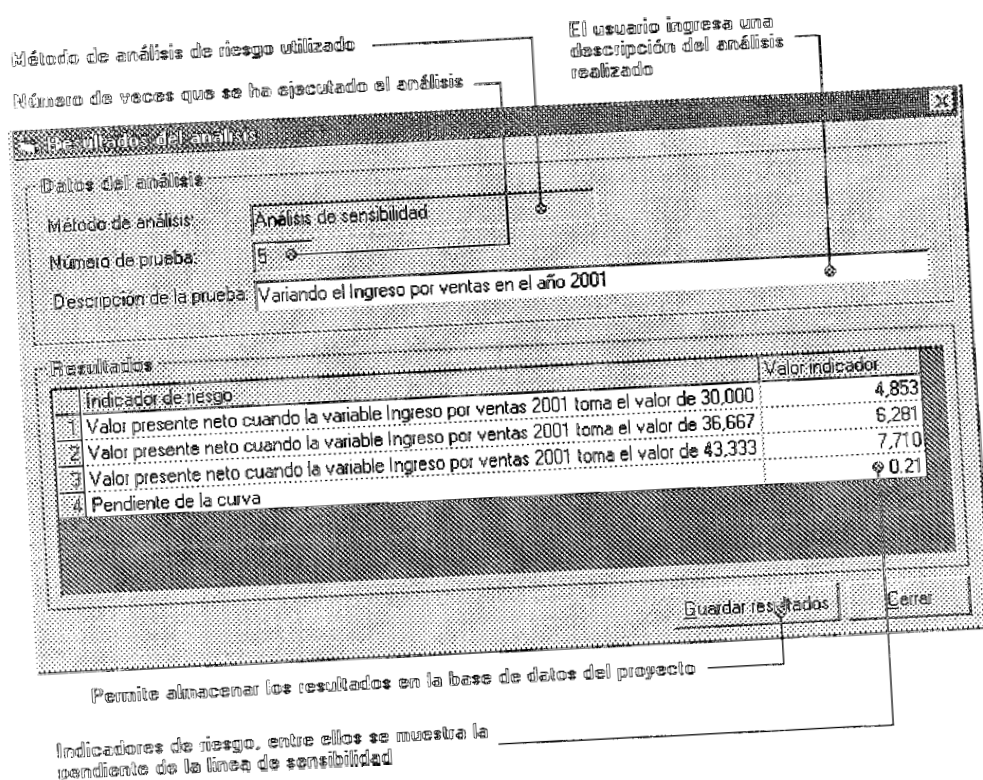 El usuario ingresa una
descripción del análisis
realizado
Método de análisis de riesgo utilizado
Número de veces que se ha ejecutado el análisis
Resultados del análisis
Datos del análisis
Método de análisis: Análisis de sensibilidad
Número de prueba: 5
Descripción de la prueba: Variando el Ingreso por ventas en el año 2001
Resultados
Indicador de riesgo Valor indicador
1 Valor presente neto cuando la variable Ingreso por ventas 2001 toma el valor de 30,000 4,853
2 Valor presente neto cuando la variable Ingreso por ventas 2001 toma el valor de 36,667 6,281
3 Valor presente neto cuando la variable Ingreso por ventas 2001 toma el valor de 43,333 7,710
4 Pendiente de la curva 0.21
Guardar resultados Cerrar
Permite almacenar los resultados en la base de datos del proyecto
Indicadores de riesgo, entre ellos se muestra la
pendiente de la linea de sensibilidad